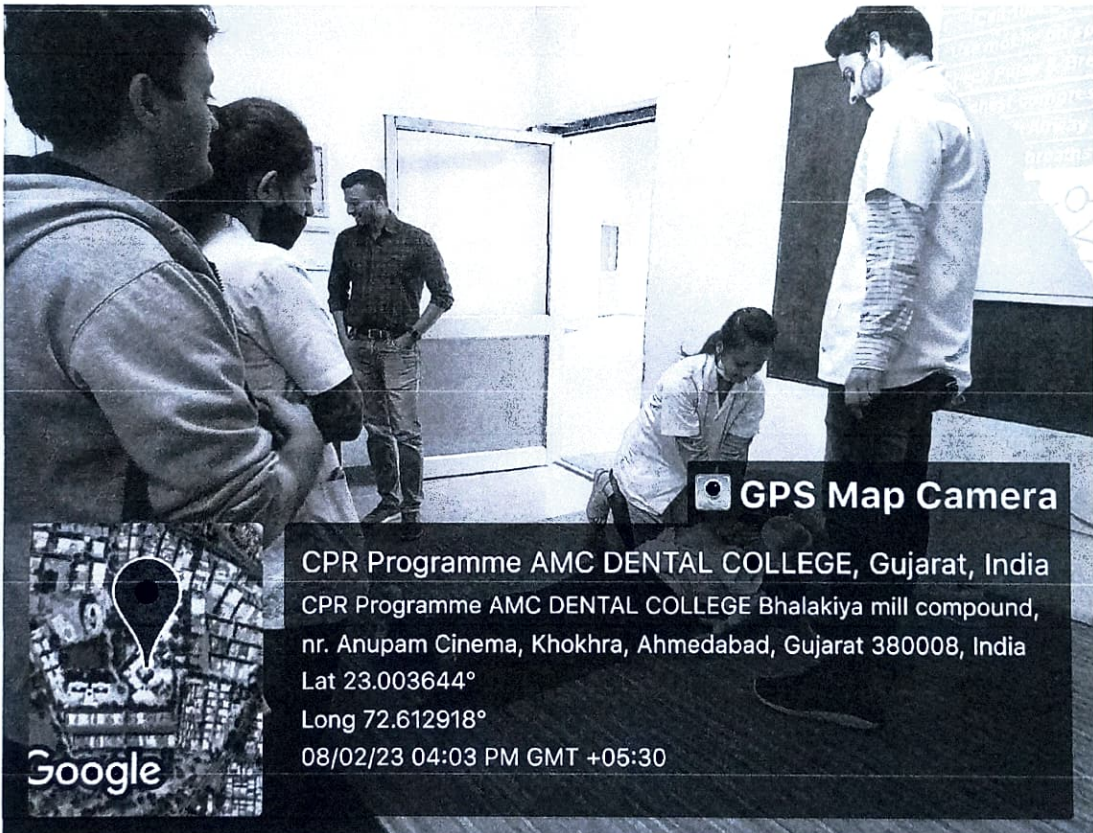 GPS Map Camera
CPR Programme AMC DENTAL COLLEGE, Gujarat, India
CPR Programme AMC DENTAL COLLEGE Bhalakiya mill compound,
nr. Anupam Cinema, Khokhra, Ahmedabad, Gujarat 380008, India
Lat 23.003644°
Long 72.612918°
08/02/23 04:03 PM GMT +05:30
Google